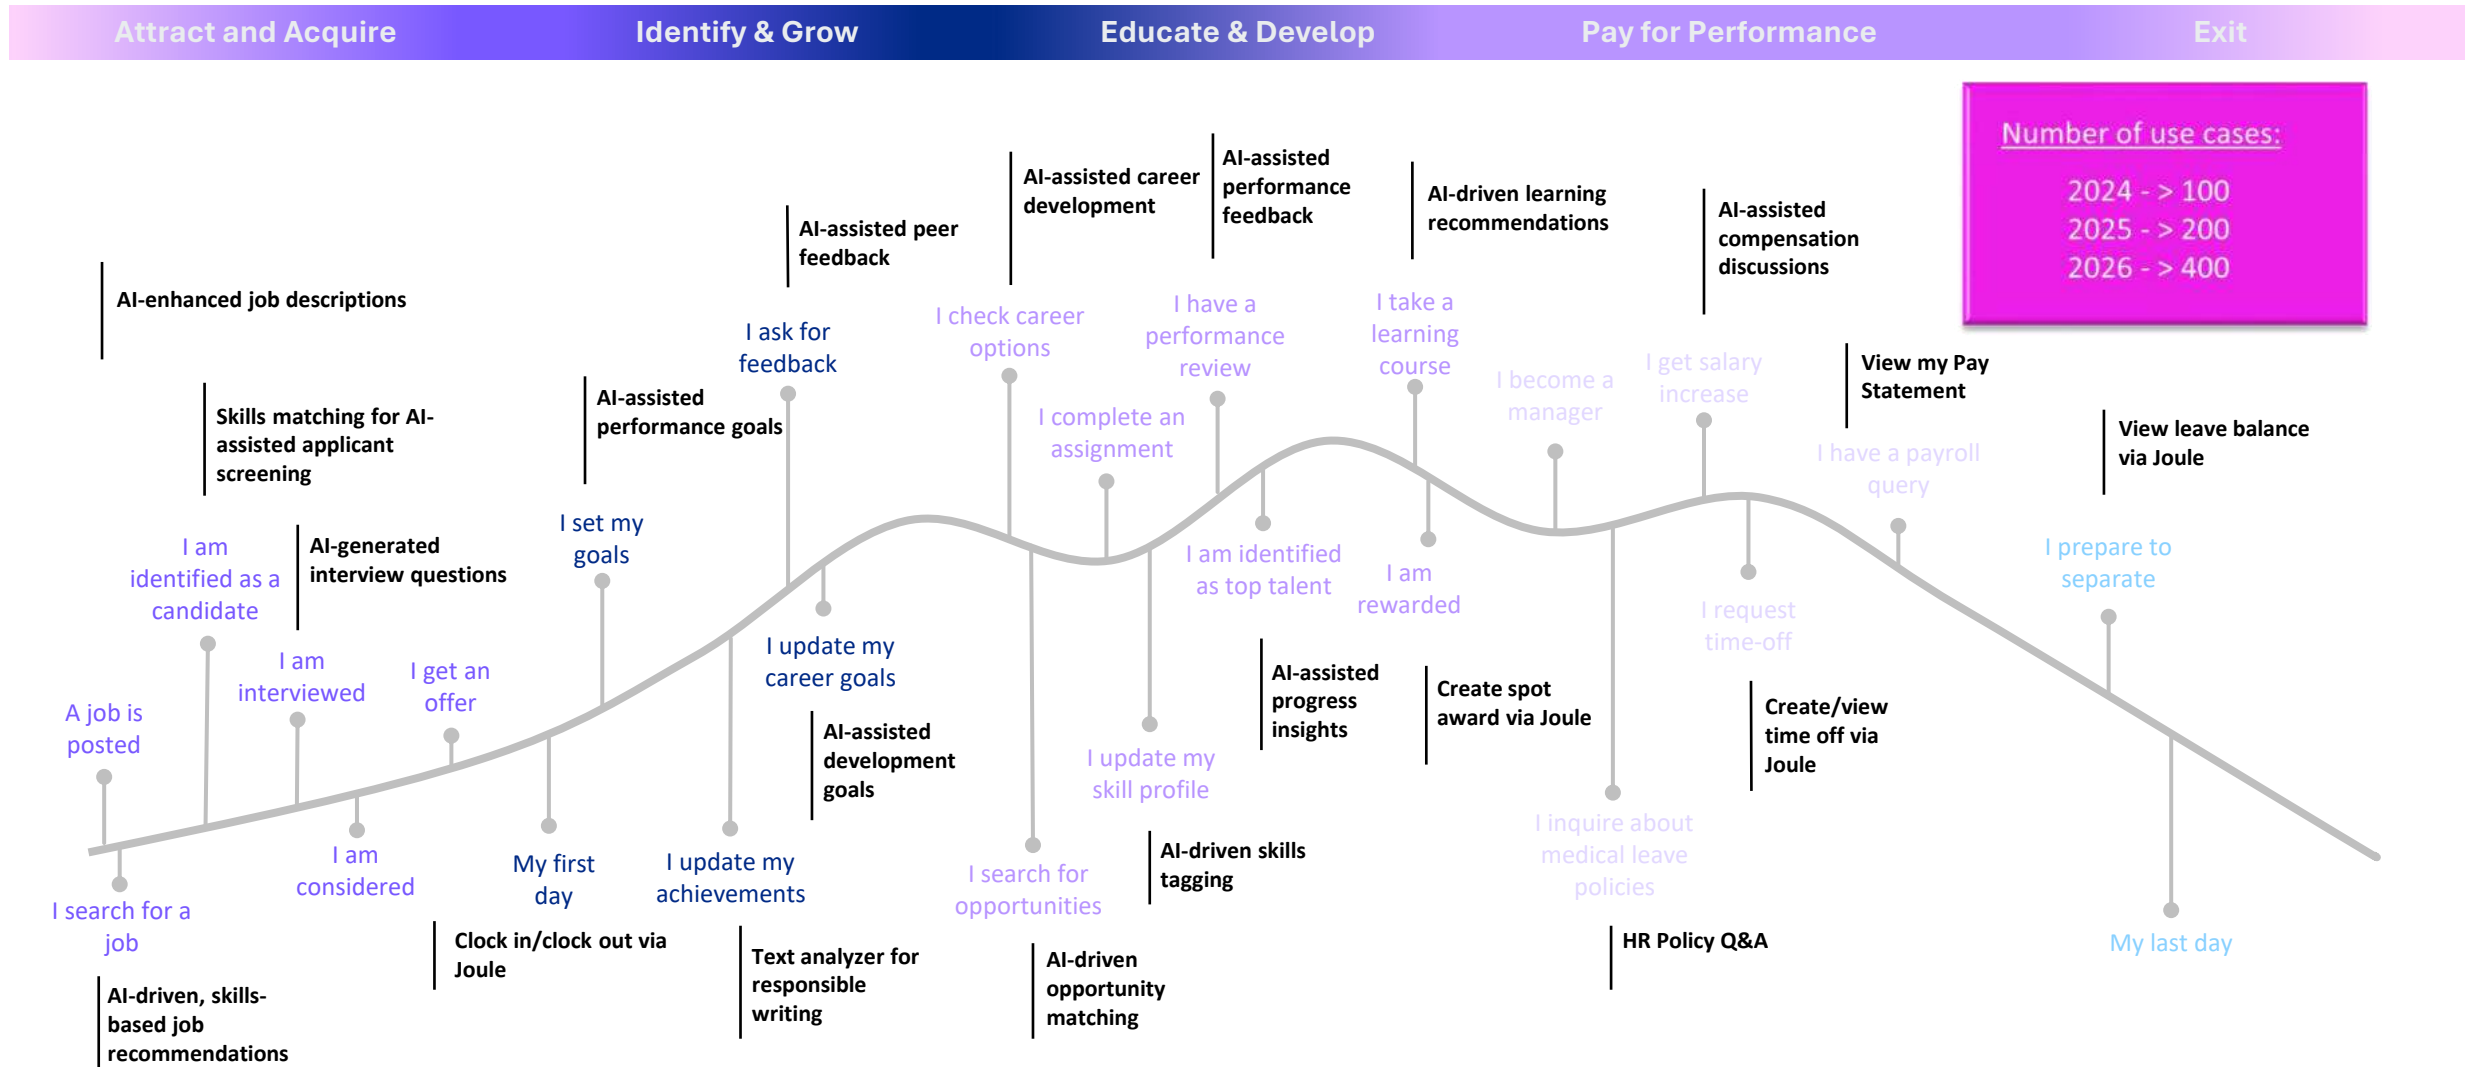 Attract and Acquire
Identify & Grow
Educate & Develop
Pay for Performance
Exit
Number of use cases:
2024 - > 100
2025 - > 200
2026 - > 400
AI-enhanced job descriptions
Skills matching for AI-
assisted applicant
screening
AI-generated
interview questions
AI-assisted
performance goals
AI-assisted peer
feedback
AI-assisted career
development
AI-assisted
performance
feedback
AI-driven learning
recommendations
AI-assisted
compensation
discussions
View my Pay
Statement
View leave balance
via Joule
A job is
posted
I am
identified as a
candidate
I am
interviewed
I get an
offer
I set my
goals
I ask for
feedback
I check career
options
I complete an
assignment
I have a
performance
review
I take a
learning
course
I become a
manager
I get salary
increase
I have a payroll
query
I prepare to
separate
I search for a
job
I am
considered
My first
day
I update my
achievements
I update my
career goals
I search for
opportunities
I update my
skill profile
I am identified
as top talent
I am
rewarded
I inquire about
medical leave
policies
I request
time-off
My last day
AI-driven, skills-
based job
recommendations
Clock in/clock out via
Joule
Text analyzer for
responsible
writing
AI-assisted
development
goals
AI-driven
opportunity
matching
AI-driven skills
tagging
AI-assisted
progress
insights
Create spot
award via Joule
HR Policy Q&A
Create/view
time off via
Joule